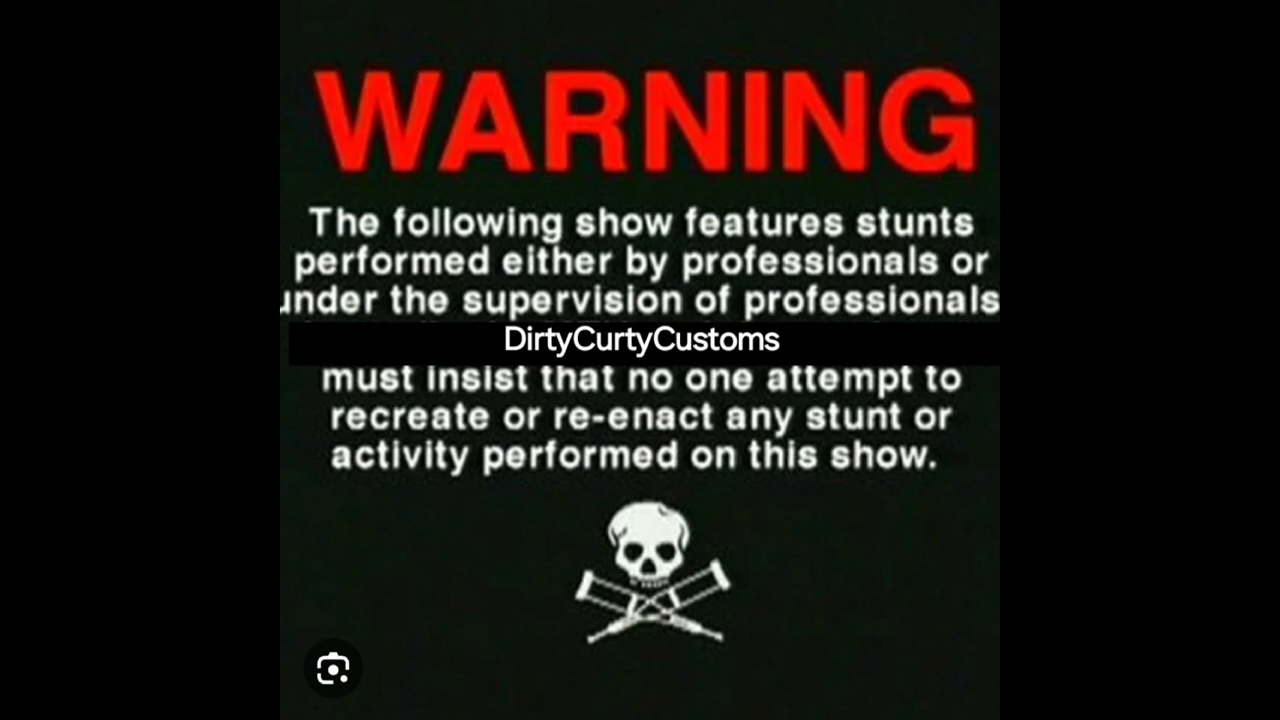 WARNING
The following show features stunts
performed either by professionals or
under the supervision of professionals
DirtyCurtyCustoms
must insist that no one attempt to
recreate or re-enact any stunt or
activity performed on this show.